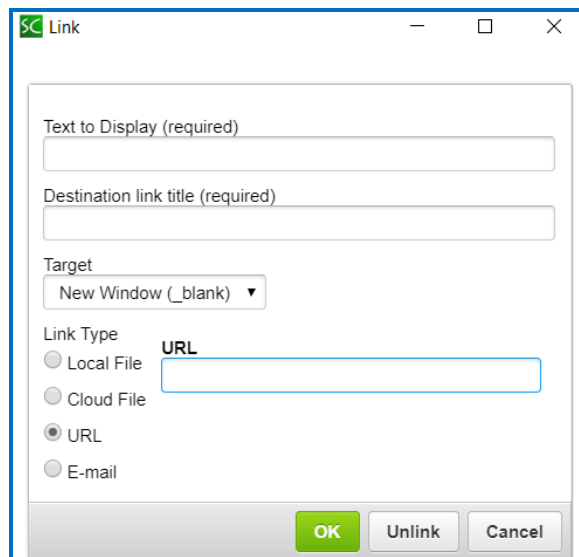 SC Link
Text to Display (required)
Destination link title (required)
Target
New Window (_blank)
Link Type
URL
Local File
Cloud File
URL
E-mail
OK Unlink Cancel